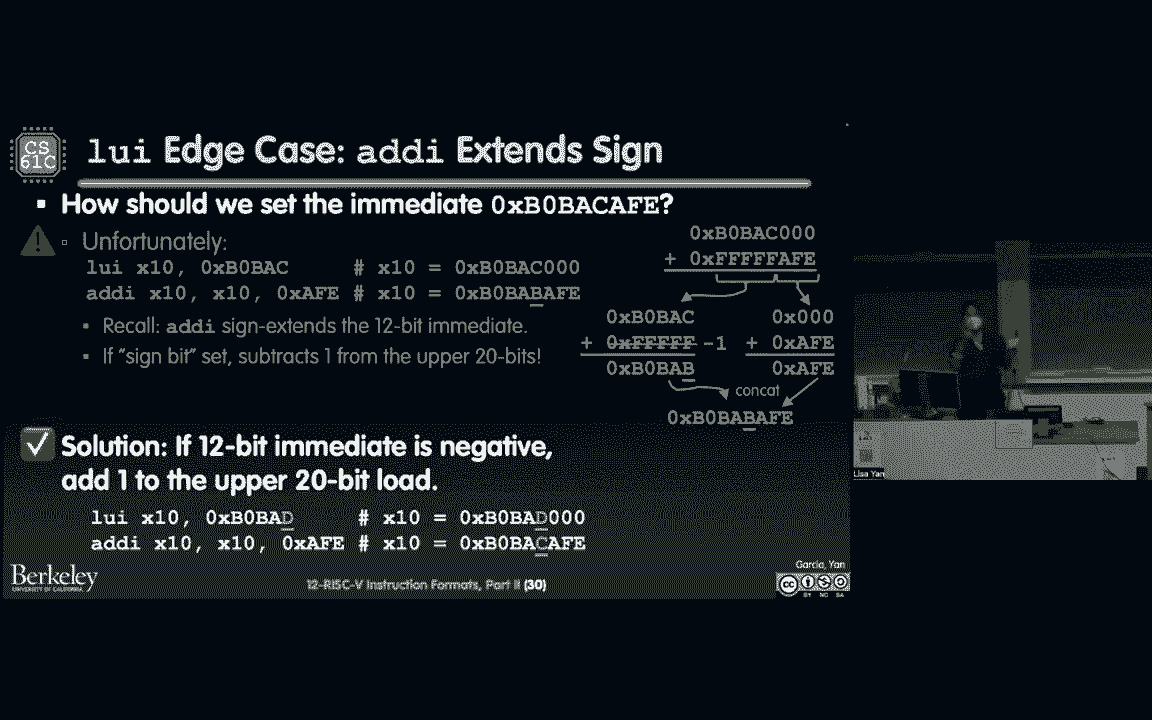 CS
61C
lui Edge Case: addi Extends Sign
▪ How should we set the immediate 0xB0BACAFE?
▫ Unfortunately:
lui x10, 0xB0BAC # x10 = 0xB0BAC000
addi x10, x10, 0xAFE # x10 = 0xB0BABAFE
▪ Recall: addi sign-extends the 12-bit immediate.
▪ If “sign bit” set, subtracts 1 from the upper 20-bits!
0xB0BAC000
+ 0xFFFFFAFE
0xB0BAC 0x000
+ 0xFFFFF -1 + 0xAFE
0xB0BAB 0xAFE
concat
0xB0BABAFE
Solution: If 12-bit immediate is negative,
add 1 to the upper 20-bit load.
lui x10, 0xB0BAD # x10 = 0xB0BAD000
addi x10, x10, 0xAFE # x10 = 0xB0BACAFE
Berkeley
UNIVERSITY OF CALIFORNIA
12-RISC-V Instruction Formats, Part II (30)
Garcia, Yan
cc
BY NC SA
Lisa Yan